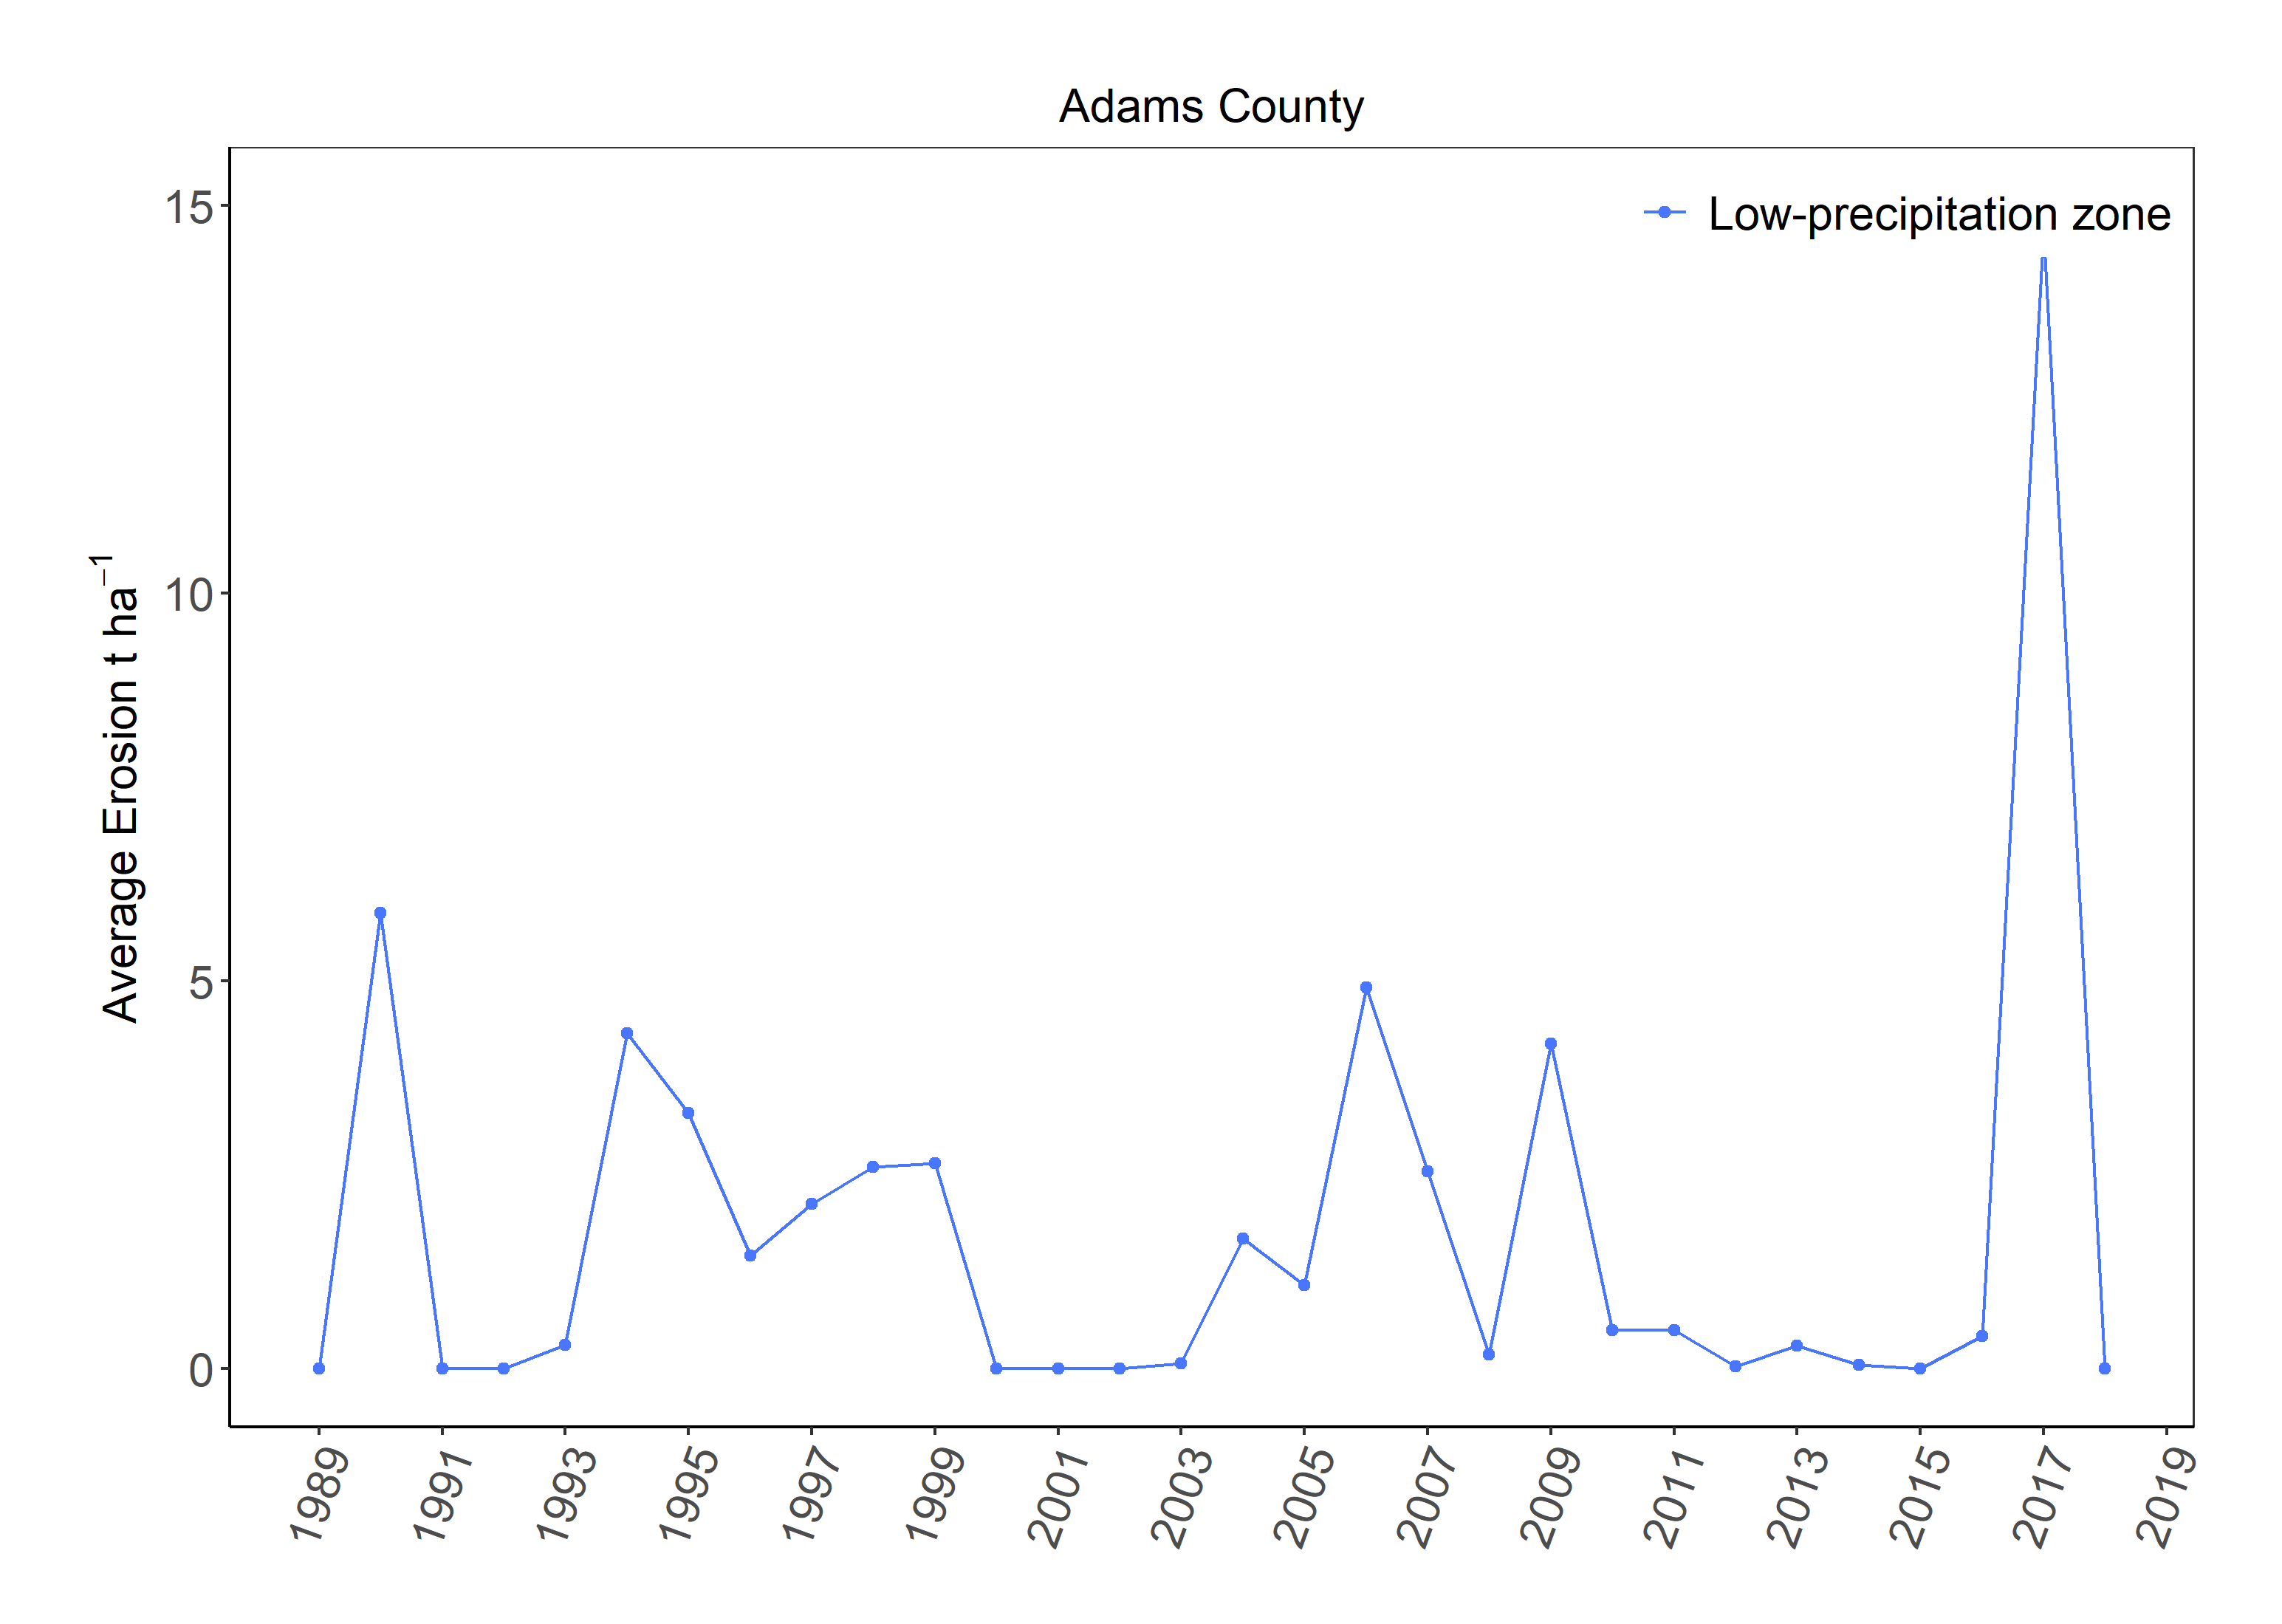 Adams County
Low-precipitation zone
Average Erosion t ha⁻¹
15
10
5
0
1989 1991 1993 1995 1997 1999 2001 2003 2005 2007 2009 2011 2013 2015 2017 2019